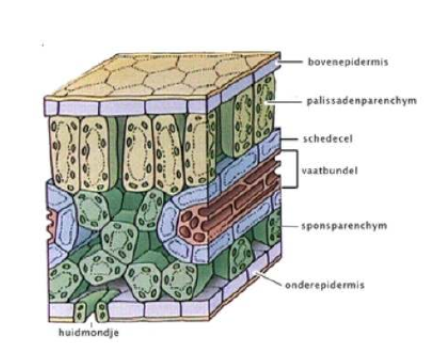 bovenepidermis
palissadenparenchym
schedecel
vaatbundel
sponsparenchym
onderepidermis
huidmondje